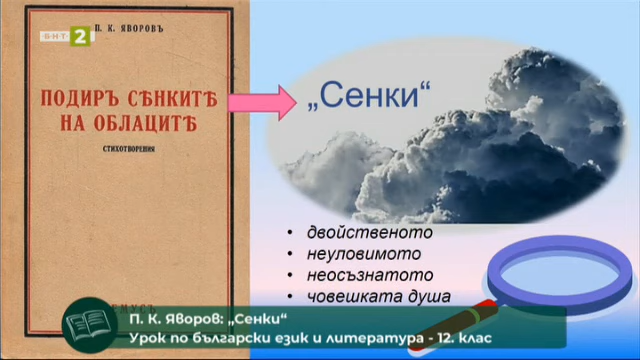 БНТ 2
П. К. ЯВОРОВЪ
ПОДИРЪ СѢНКИТѢ
НА ОБЛАЦИТѢ
СТИХОТВОРЕНИЯ
„Сенки“
• двойственото
• неуловимото
• неосъзнатото
• човешката душа
П. К. Яворов: „Сенки“
Урок по български език и литература - 12. клас